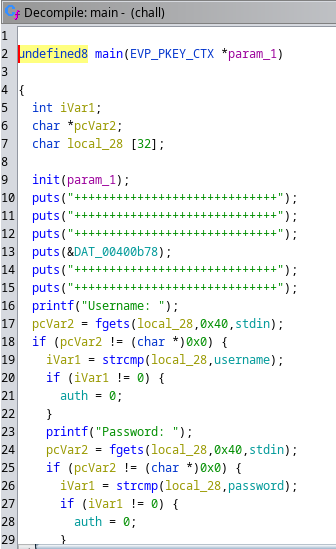 Decompile: main - (chall)
1
2 undefined8 main(EVP_PKEY_CTX *param_1)
3
4 {
5 int iVar1;
6 char *pcVar2;
7 char local_28 [32];
8
9 init(param_1);
10 puts("+++++++++++++++++++++++++++++");
11 puts("+++++++++++++++++++++++++++++");
12 puts("+++++++++++++++++++++++++++++");
13 puts(&DAT_00400b78);
14 puts("+++++++++++++++++++++++++++++");
15 puts("+++++++++++++++++++++++++++++");
16 printf("Username: ");
17 pcVar2 = fgets(local_28,0x40,stdin);
18 if (pcVar2 != (char *)0x0) {
19 iVar1 = strcmp(local_28,username);
20 if (iVar1 != 0) {
21 auth = 0;
22 }
23 printf("Password: ");
24 pcVar2 = fgets(local_28,0x40,stdin);
25 if (pcVar2 != (char *)0x0) {
26 iVar1 = strcmp(local_28,password);
27 if (iVar1 != 0) {
28 auth = 0;
29 }